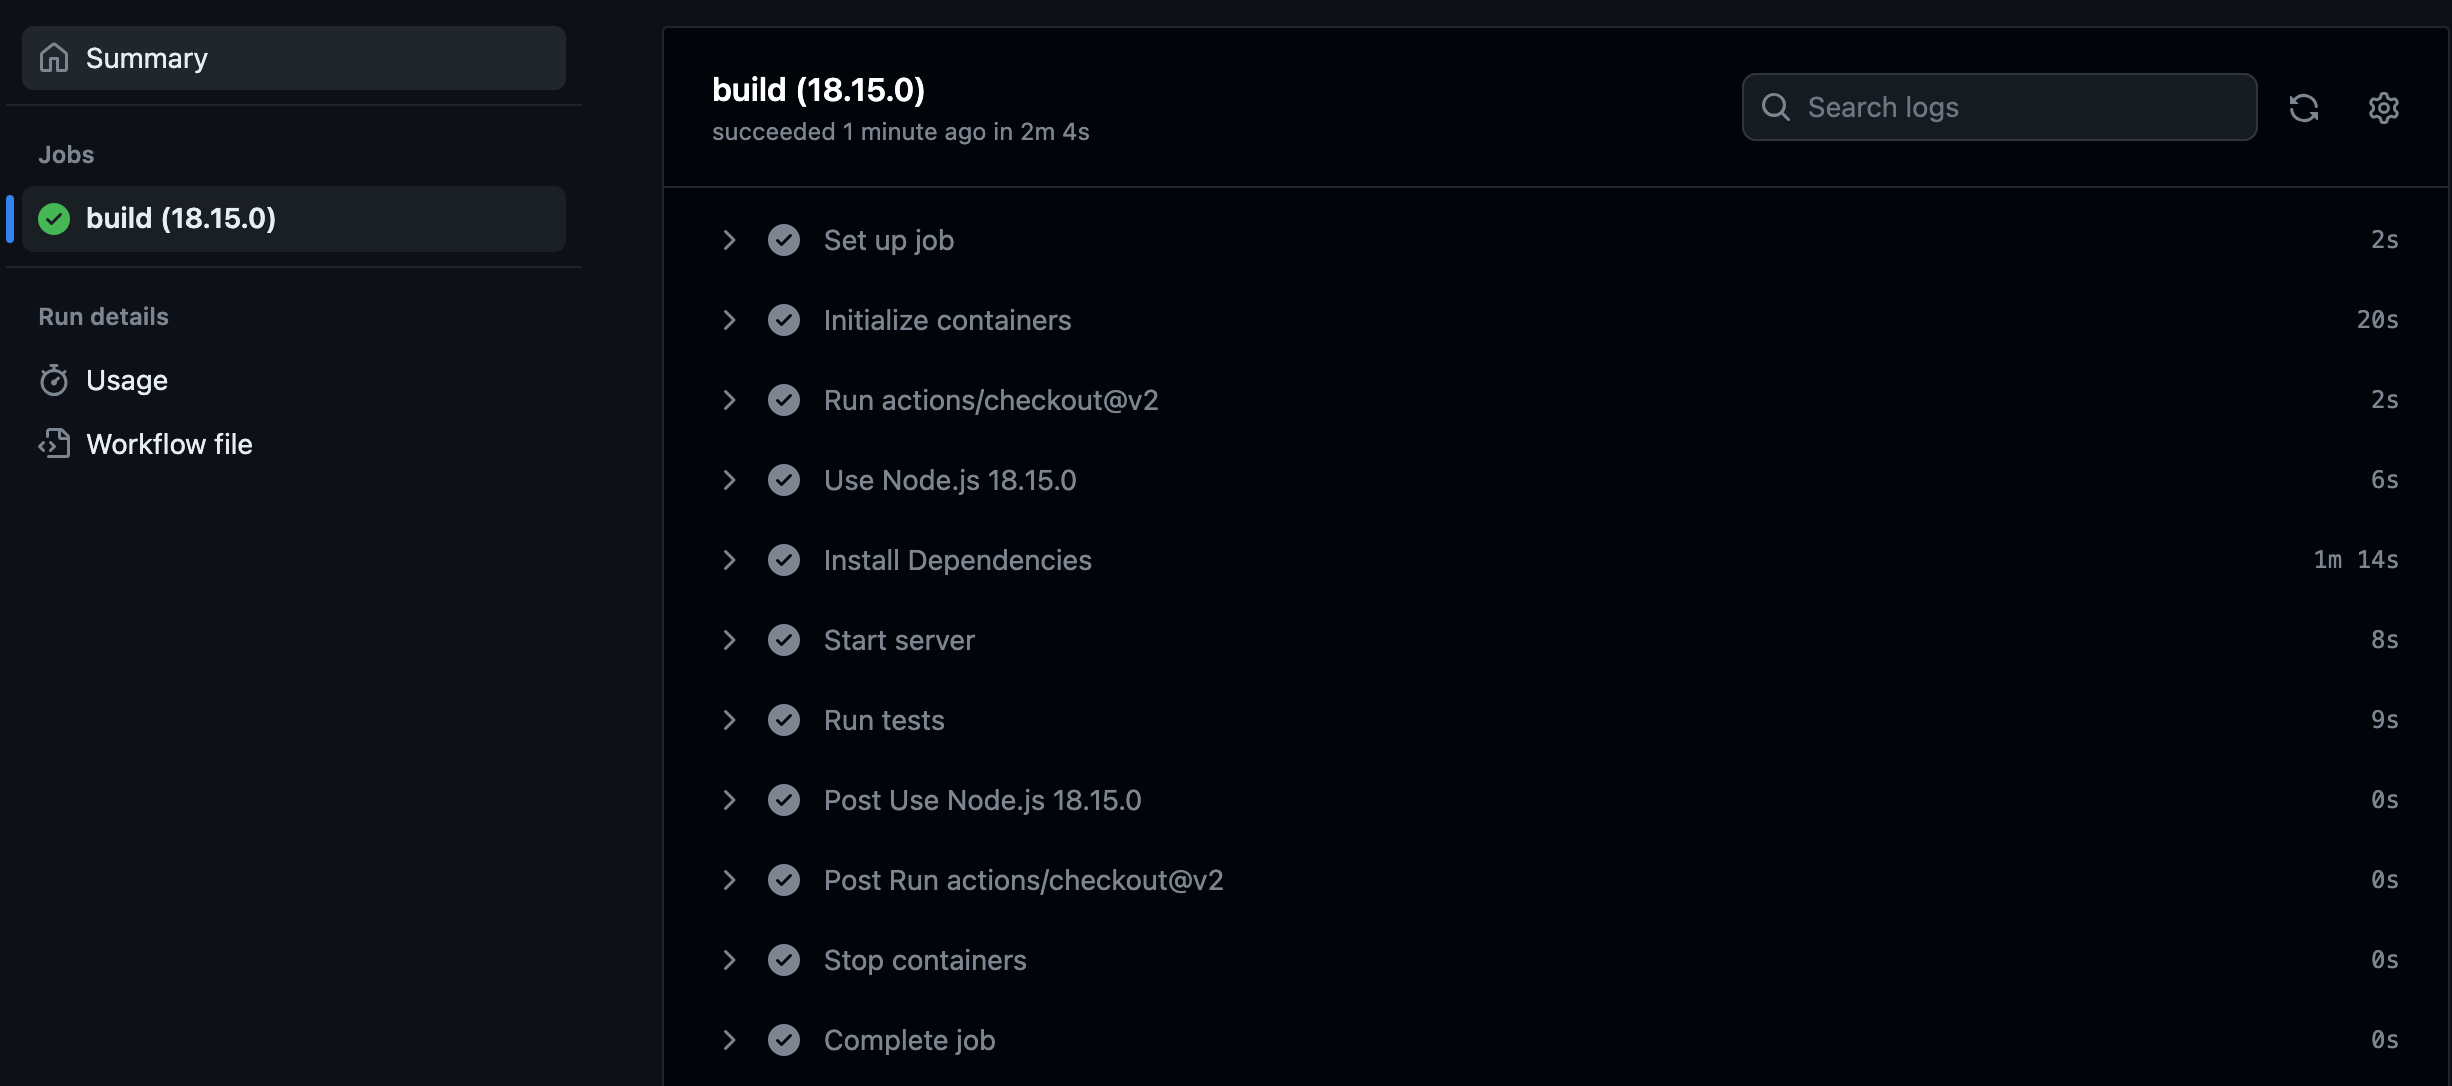 Summary
Jobs
build (18.15.0)
Run details
Usage
Workflow file
build (18.15.0)
succeeded 1 minute ago in 2m 4s
Search logs
Set up job 2s
Initialize containers 20s
Run actions/checkout@v2 2s
Use Node.js 18.15.0 6s
Install Dependencies 1m 14s
Start server 8s
Run tests 9s
Post Use Node.js 18.15.0 0s
Post Run actions/checkout@v2 0s
Stop containers 0s
Complete job 0s